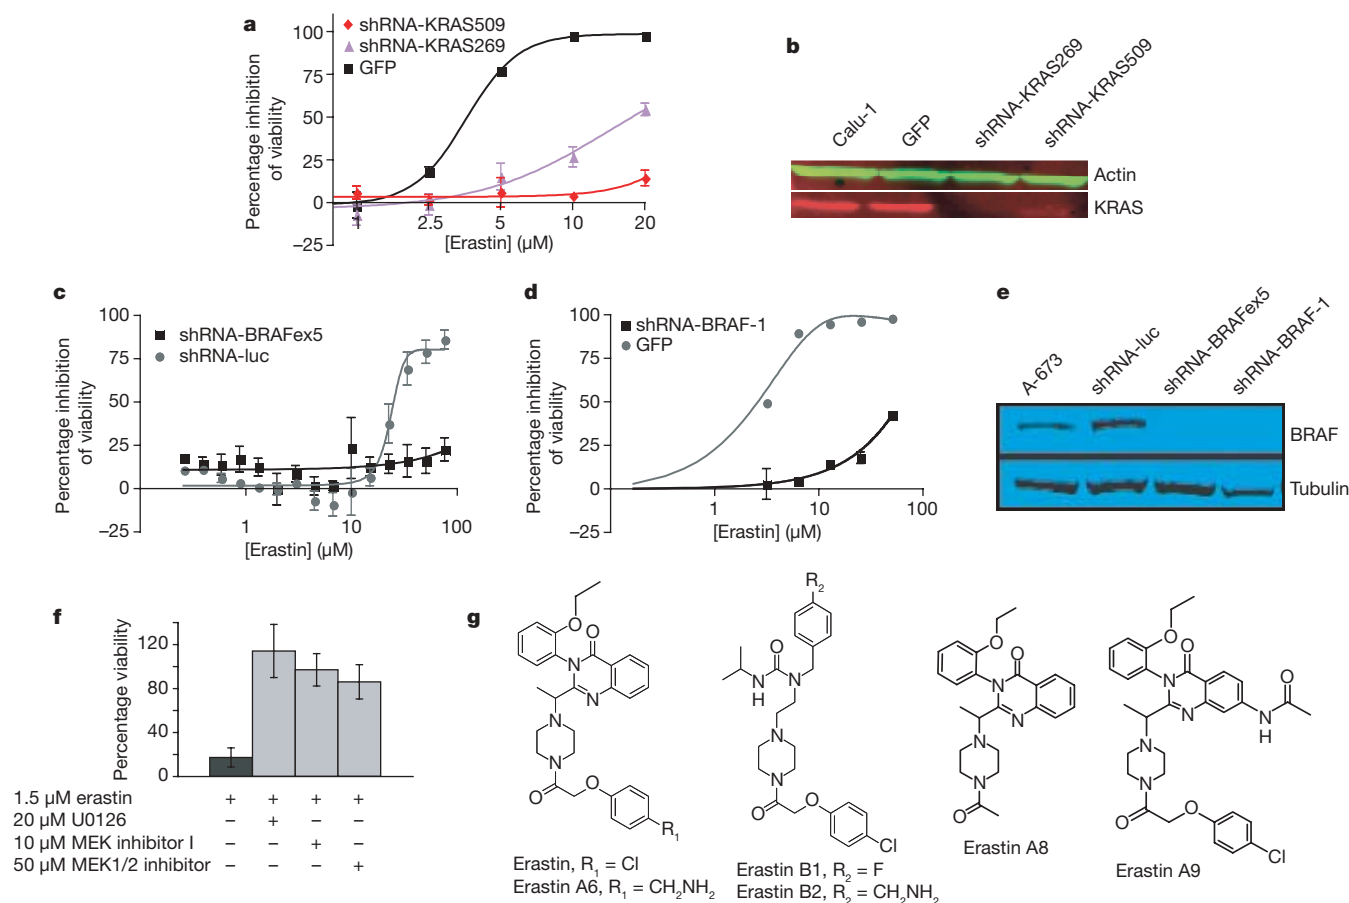 a
shRNA-KRAS509
shRNA-KRAS269
GFP
Percentage inhibition
of viability
100
75
50
25
0
–25
2.5
5
10
20
[Erastin] (µM)
b
Calu-1
GFP
shRNA-KRAS269
shRNA-KRAS509
Actin
KRAS
c
shRNA-BRAFex5
shRNA-luc
Percentage inhibition
of viability
100
75
50
25
0
–25
1
10
100
[Erastin] (µM)
d
shRNA-BRAF-1
GFP
Percentage inhibition
of viability
100
75
50
25
0
–25
1
10
100
[Erastin] (µM)
e
A-673
shRNA-luc
shRNA-BRAFex5
shRNA-BRAF-1
BRAF
Tubulin
f
Percentage viability
120
80
40
0
1.5 µM erastin + + + +
20 µM U0126 – + – –
10 µM MEK inhibitor I – – + –
50 µM MEK1/2 inhibitor – – – +
g
O
O
N
N
N
N
O
O
R₁
Erastin, R₁ = Cl
Erastin A6, R₁ = CH₂NH₂
R₂
O
NH
N
N
N
O
O
Cl
Erastin B1, R₂ = F
Erastin B2, R₂ = CH₂NH₂
O
O
N
N
N
N
O
Erastin A8
O
O
O
N
N
N
H
N
N
O
O
Cl
Erastin A9